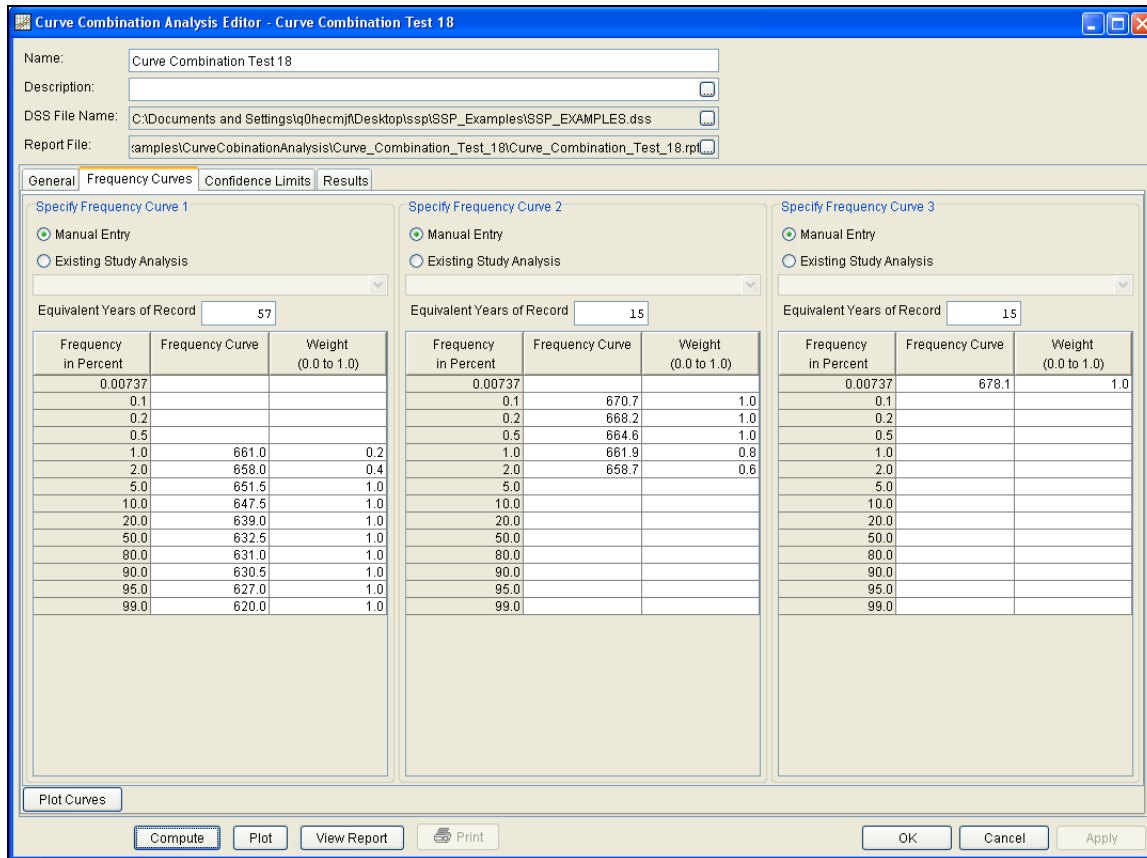 Curve Combination Analysis Editor - Curve Combination Test 18
Name: Curve Combination Test 18
Description:
...
DSS File Name: C:\Documents and Settings\q0hecmjf\Desktop\ssp\SSP_Examples\SSP_EXAMPLES.dss ...
Report File: :amples\CurveCobinationAnalysis\Curve_Combination_Test_18\Curve_Combination_Test_18.rpt ...
General Frequency Curves Confidence Limits Results
Specify Frequency Curve 1 Specify Frequency Curve 2 Specify Frequency Curve 3
Manual Entry Manual Entry Manual Entry
Existing Study Analysis Existing Study Analysis Existing Study Analysis
Equivalent Years of Record 57 Equivalent Years of Record 15 Equivalent Years of Record 15
Frequency Frequency Curve Weight Frequency Frequency Curve Weight Frequency Frequency Curve Weight
in Percent (0.0 to 1.0) in Percent (0.0 to 1.0) in Percent (0.0 to 1.0)
0.00737 0.00737 0.00737 678.1 1.0
0.1 0.1 670.7 1.0 0.1
0.2 0.2 668.2 1.0 0.2
0.5 0.5 664.6 1.0 0.5
1.0 661.0 0.2 1.0 661.9 0.8 1.0
2.0 658.0 0.4 2.0 658.7 0.6 2.0
5.0 651.5 1.0 5.0 5.0
10.0 647.5 1.0 10.0 10.0
20.0 639.0 1.0 20.0 20.0
50.0 632.5 1.0 50.0 50.0
80.0 631.0 1.0 80.0 80.0
90.0 630.5 1.0 90.0 90.0
95.0 627.0 1.0 95.0 95.0
99.0 620.0 1.0 99.0 99.0
Plot Curves
Compute Plot View Report Print OK Cancel Apply